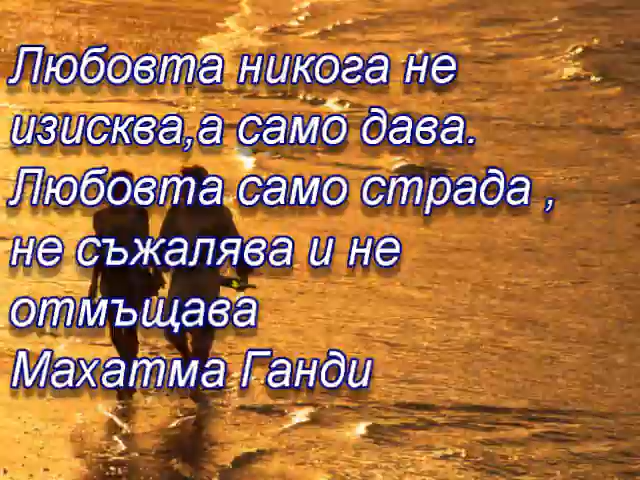 Любовта никога не
изисква,а само дава.
Любовта само страда ,
не съжалява и не
отмъщава
Махатма Ганди